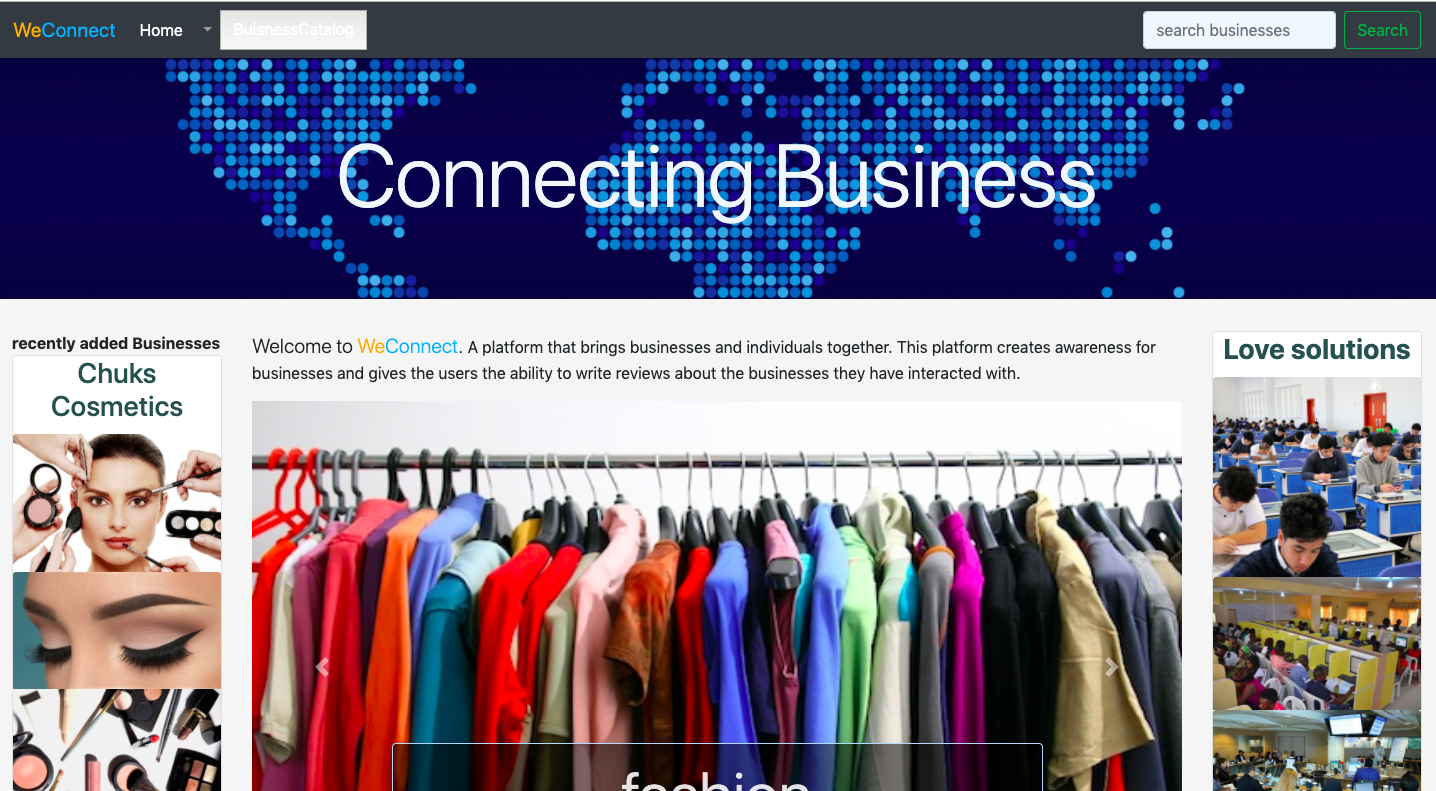 WeConnect Home BuisnessCatalog search businesses Search
Connecting Business
recently added Businesses
Chuks
Cosmetics
Welcome to WeConnect. A platform that brings businesses and individuals together. This platform creates awareness for
businesses and gives the users the ability to write reviews about the businesses they have interacted with.
fashion
Love solutions